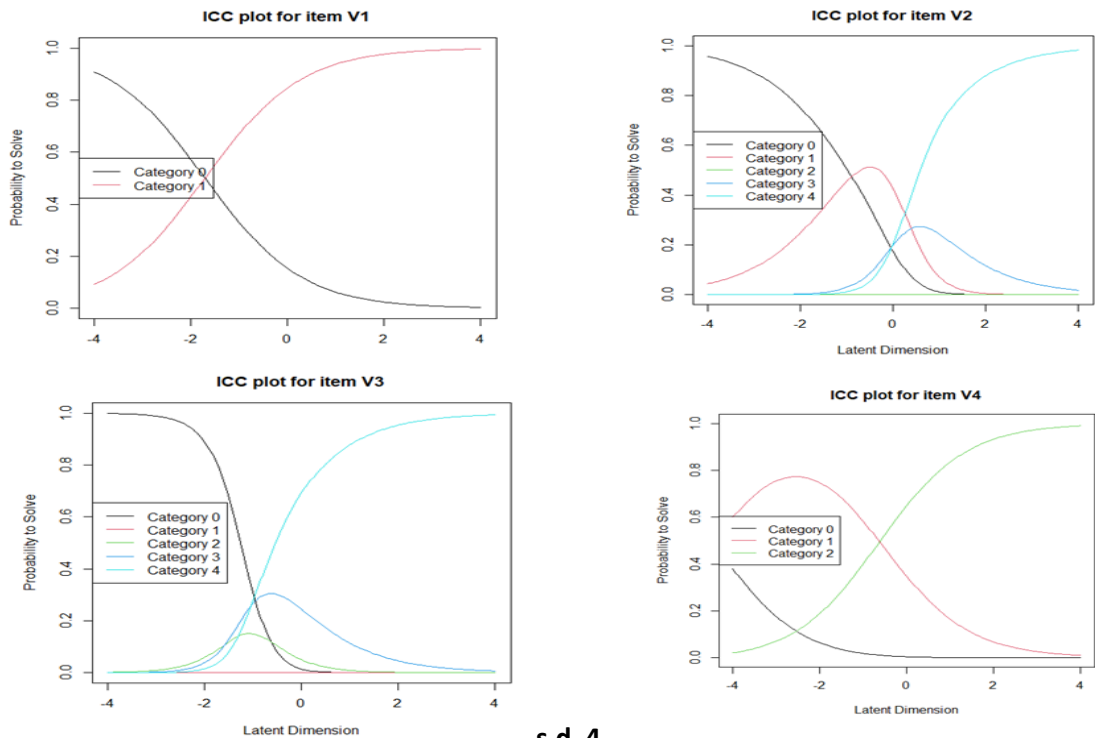 ICC plot for item V1
Probability to Solve
1.0
0.8
0.6
0.4
0.2
0.0
Category 0
Category 1
-4 -2 0 2 4
ICC plot for item V2
Probability to Solve
1.0
0.8
0.6
0.4
0.2
0.0
Category 0
Category 1
Category 2
Category 3
Category 4
-4 -2 0 2 4
Latent Dimension
ICC plot for item V3
Probability to Solve
1.0
0.8
0.6
0.4
0.2
0.0
Category 0
Category 1
Category 2
Category 3
Category 4
-4 -2 0 2 4
Latent Dimension
ICC plot for item V4
Probability to Solve
1.0
0.8
0.6
0.4
0.2
0.0
Category 0
Category 1
Category 2
-4 -2 0 2 4
Latent Dimension